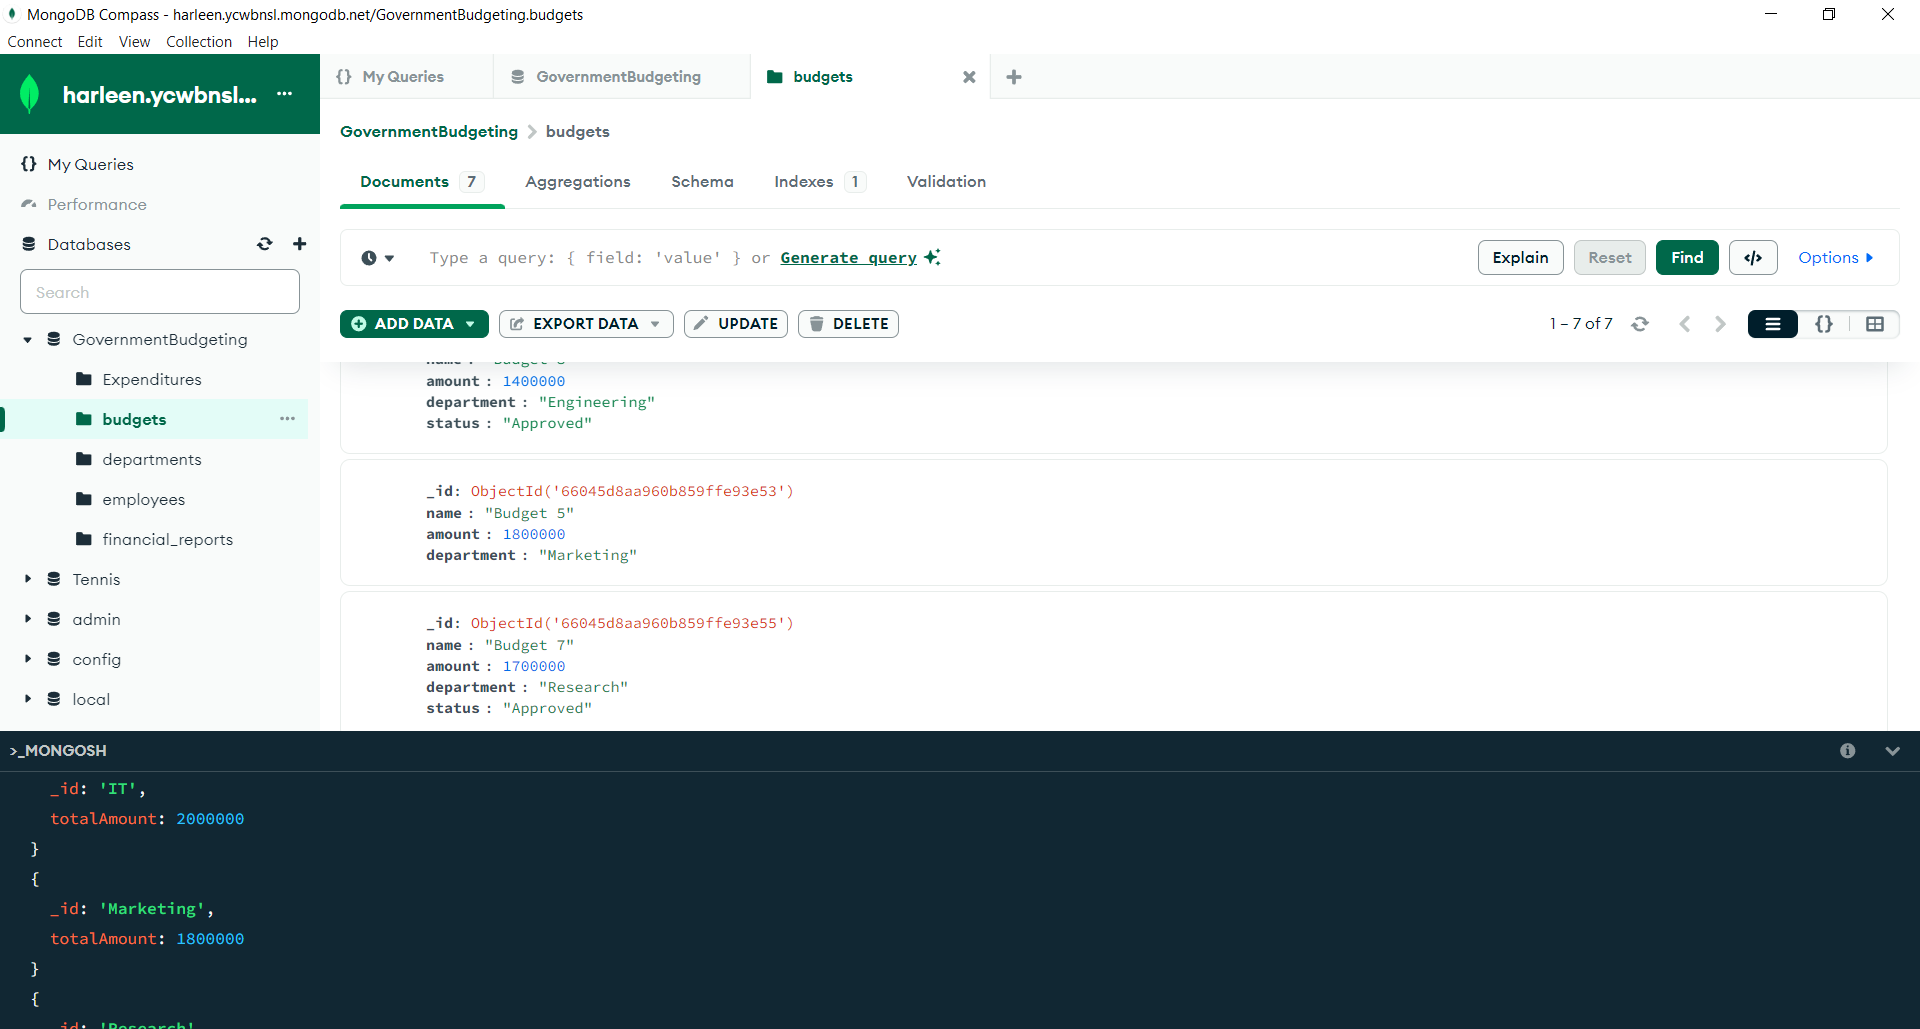 MongoDB Compass - harleen.ycwbnsl.mongodb.net/GovernmentBudgeting.budgets
Connect Edit View Collection Help
harleen.ycwbnsl... ...
{} My Queries
GovernmentBudgeting
budgets
GovernmentBudgeting > budgets
{} My Queries
Performance
Databases
Search
GovernmentBudgeting
Expenditures
budgets ...
departments
employees
financial_reports
Tennis
admin
config
local
Documents 7
Aggregations
Schema
Indexes 1
Validation
Type a query: { field: 'value' } or Generate query
Explain
Reset
Find
</>
Options
ADD DATA
EXPORT DATA
UPDATE
DELETE
1 – 7 of 7
{}
amount : 1400000
department : "Engineering"
status : "Approved"
_id: ObjectId('66045d8aa960b859ffe93e53')
name : "Budget 5"
amount : 1800000
department : "Marketing"
_id: ObjectId('66045d8aa960b859ffe93e55')
name : "Budget 7"
amount : 1700000
department : "Research"
status : "Approved"
>_MONGOSH
_id: 'IT',
totalAmount: 2000000
}
{
_id: 'Marketing',
totalAmount: 1800000
}
{
_id: 'Research'